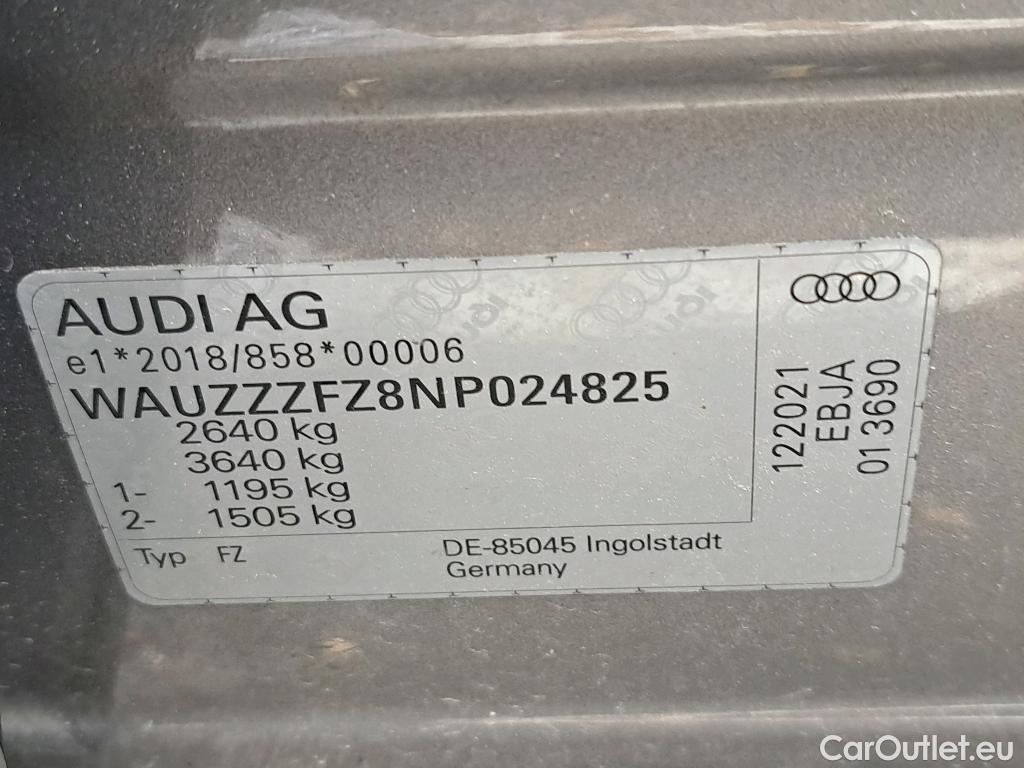 AUDI AG
e1*2018/858*00006
WAUZZZFZ8NP024825
2640 kg
3640 kg
1- 1195 kg
2- 1505 kg
Typ FZ
DE-85045 Ingolstadt
Germany
122021
EBJA
01 3690
CarOutlet.eu